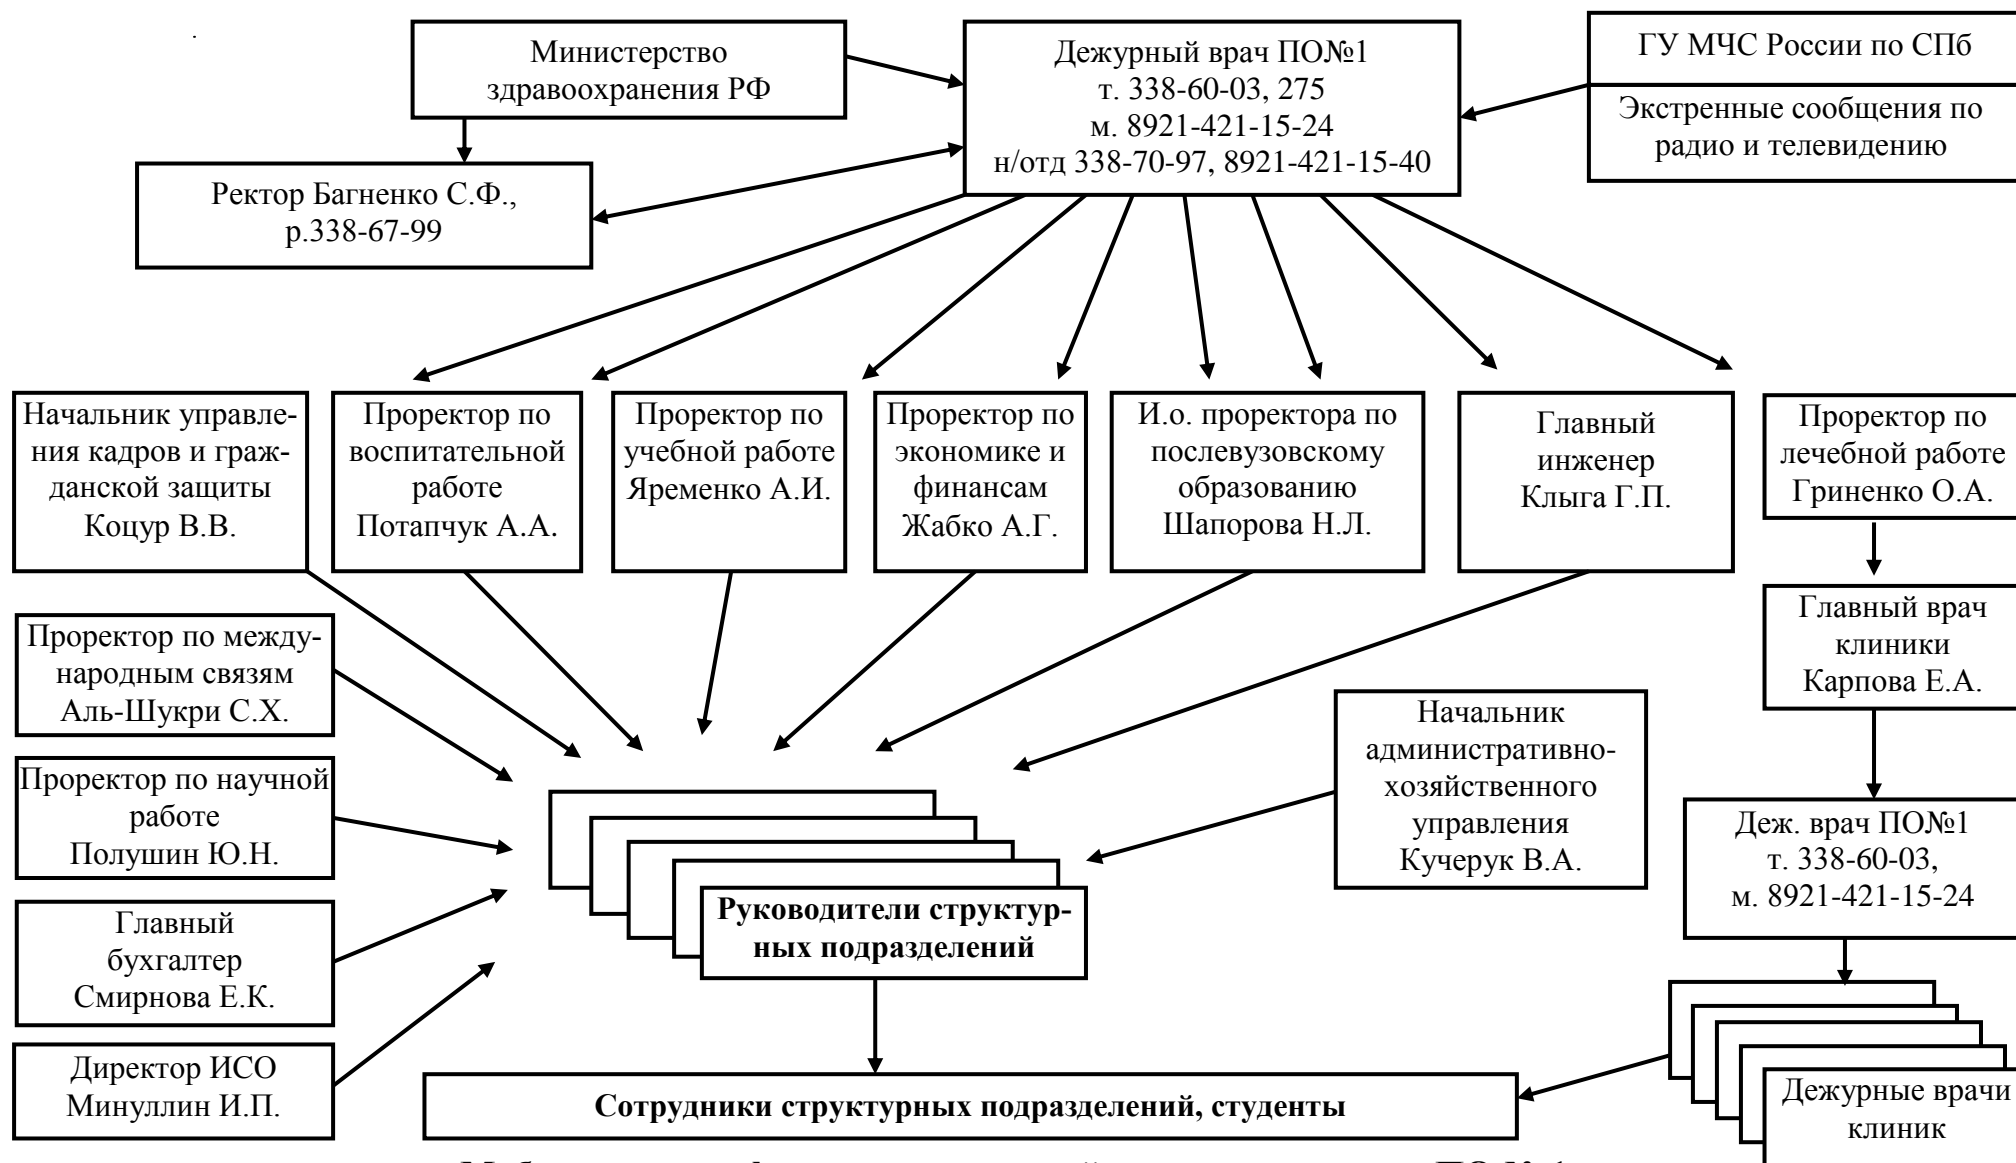 Министерство
здравоохранения РФ
Дежурный врач ПО№1
т. 338-60-03, 275
м. 8921-421-15-24
н/отд 338-70-97, 8921-421-15-40
ГУ МЧС России по СПб
Экстренные сообщения по
радио и телевидению
Ректор Багненко С.Ф.,
р.338-67-99
Начальник управле-
ния кадров и граж-
данской защиты
Коцур В.В.
Проректор по
воспитательной
работе
Потапчук А.А.
Проректор по
учебной работе
Яременко А.И.
Проректор по
экономике и
финансам
Жабко А.Г.
И.о. проректора по
послевузовскому
образованию
Шапорова Н.Л.
Главный
инженер
Клыга Г.П.
Проректор по
лечебной работе
Гриненко О.А.
Проректор по между-
народным связям
Аль-Шукри С.Х.
Главный врач
клиники
Карпова Е.А.
Начальник
административно-
хозяйственного
управления
Кучерук В.А.
Проректор по научной
работе
Полушин Ю.Н.
Деж. врач ПО№1
т. 338-60-03,
м. 8921-421-15-24
Руководители структур-
ных подразделений
Главный
бухгалтер
Смирнова Е.К.
Директор ИСО
Минуллин И.П.
Сотрудники структурных подразделений, студенты
Дежурные врачи
клиник